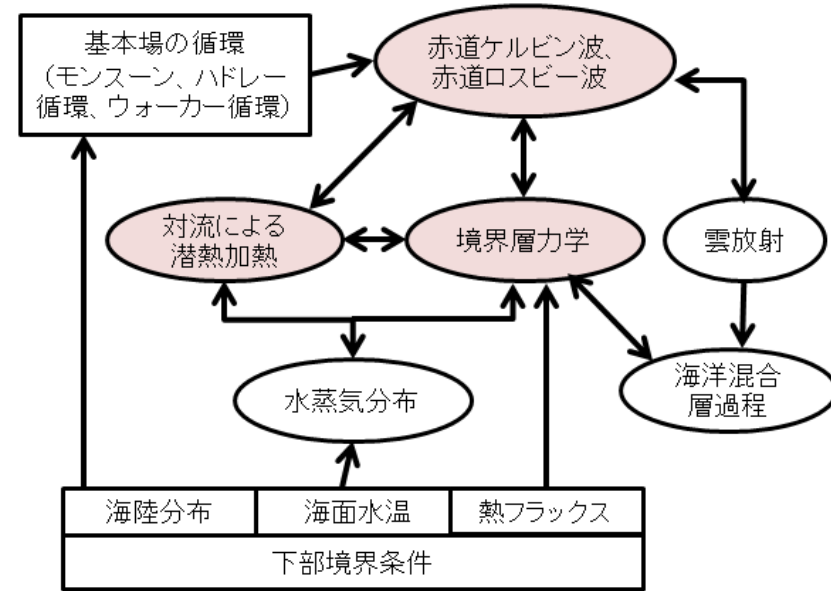 基本場の循環
(モンスーン、ハドレー
循環、ウォーカー循環)
赤道ケルビン波、
赤道ロスビー波
対流による
潜熱加熱
境界層力学
雲放射
水蒸気分布
海洋混合
層過程
海陸分布
海面水温
熱フラックス
下部境界条件